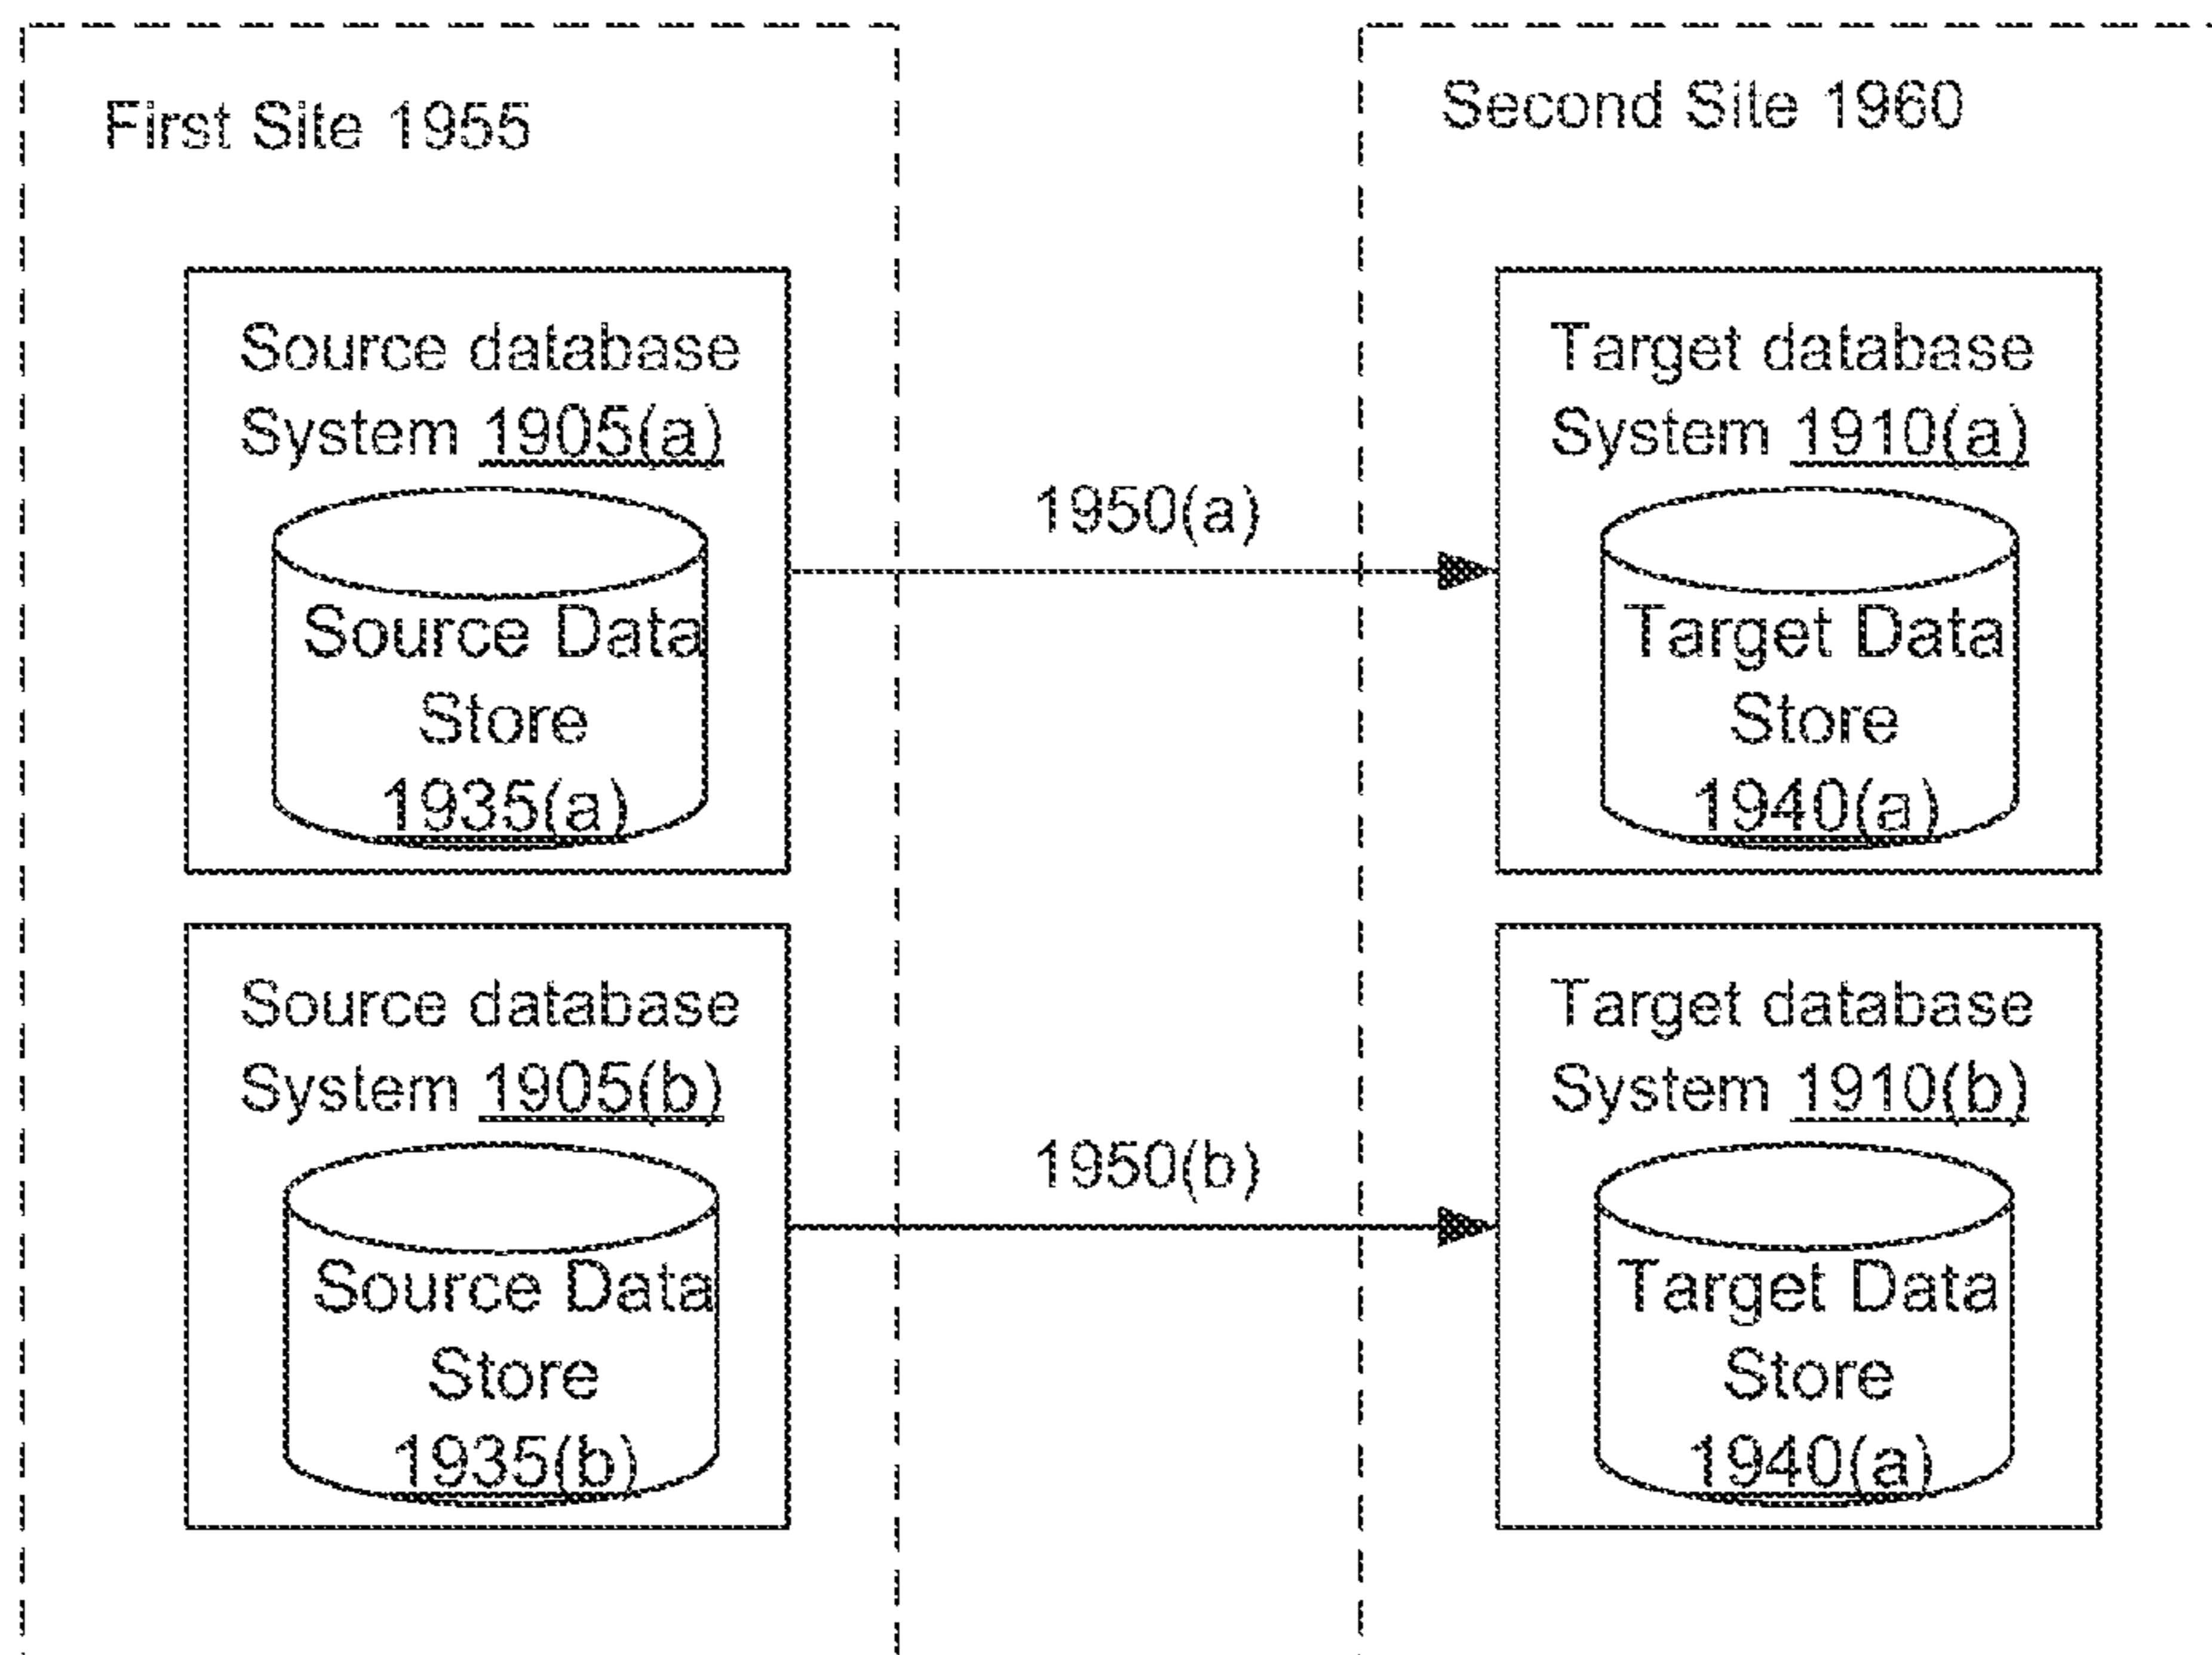 First Site 1955
Second Site 1960
Source database
System 1905(a)
Source Data
Store
1935(a)
1950(a)
Target database
System 1910(a)
Target Data
Store
1940(a)
Source database
System 1905(b)
Source Data
Store
1935(b)
1950(b)
Target database
System 1910(b)
Target Data
Store
1940(a)